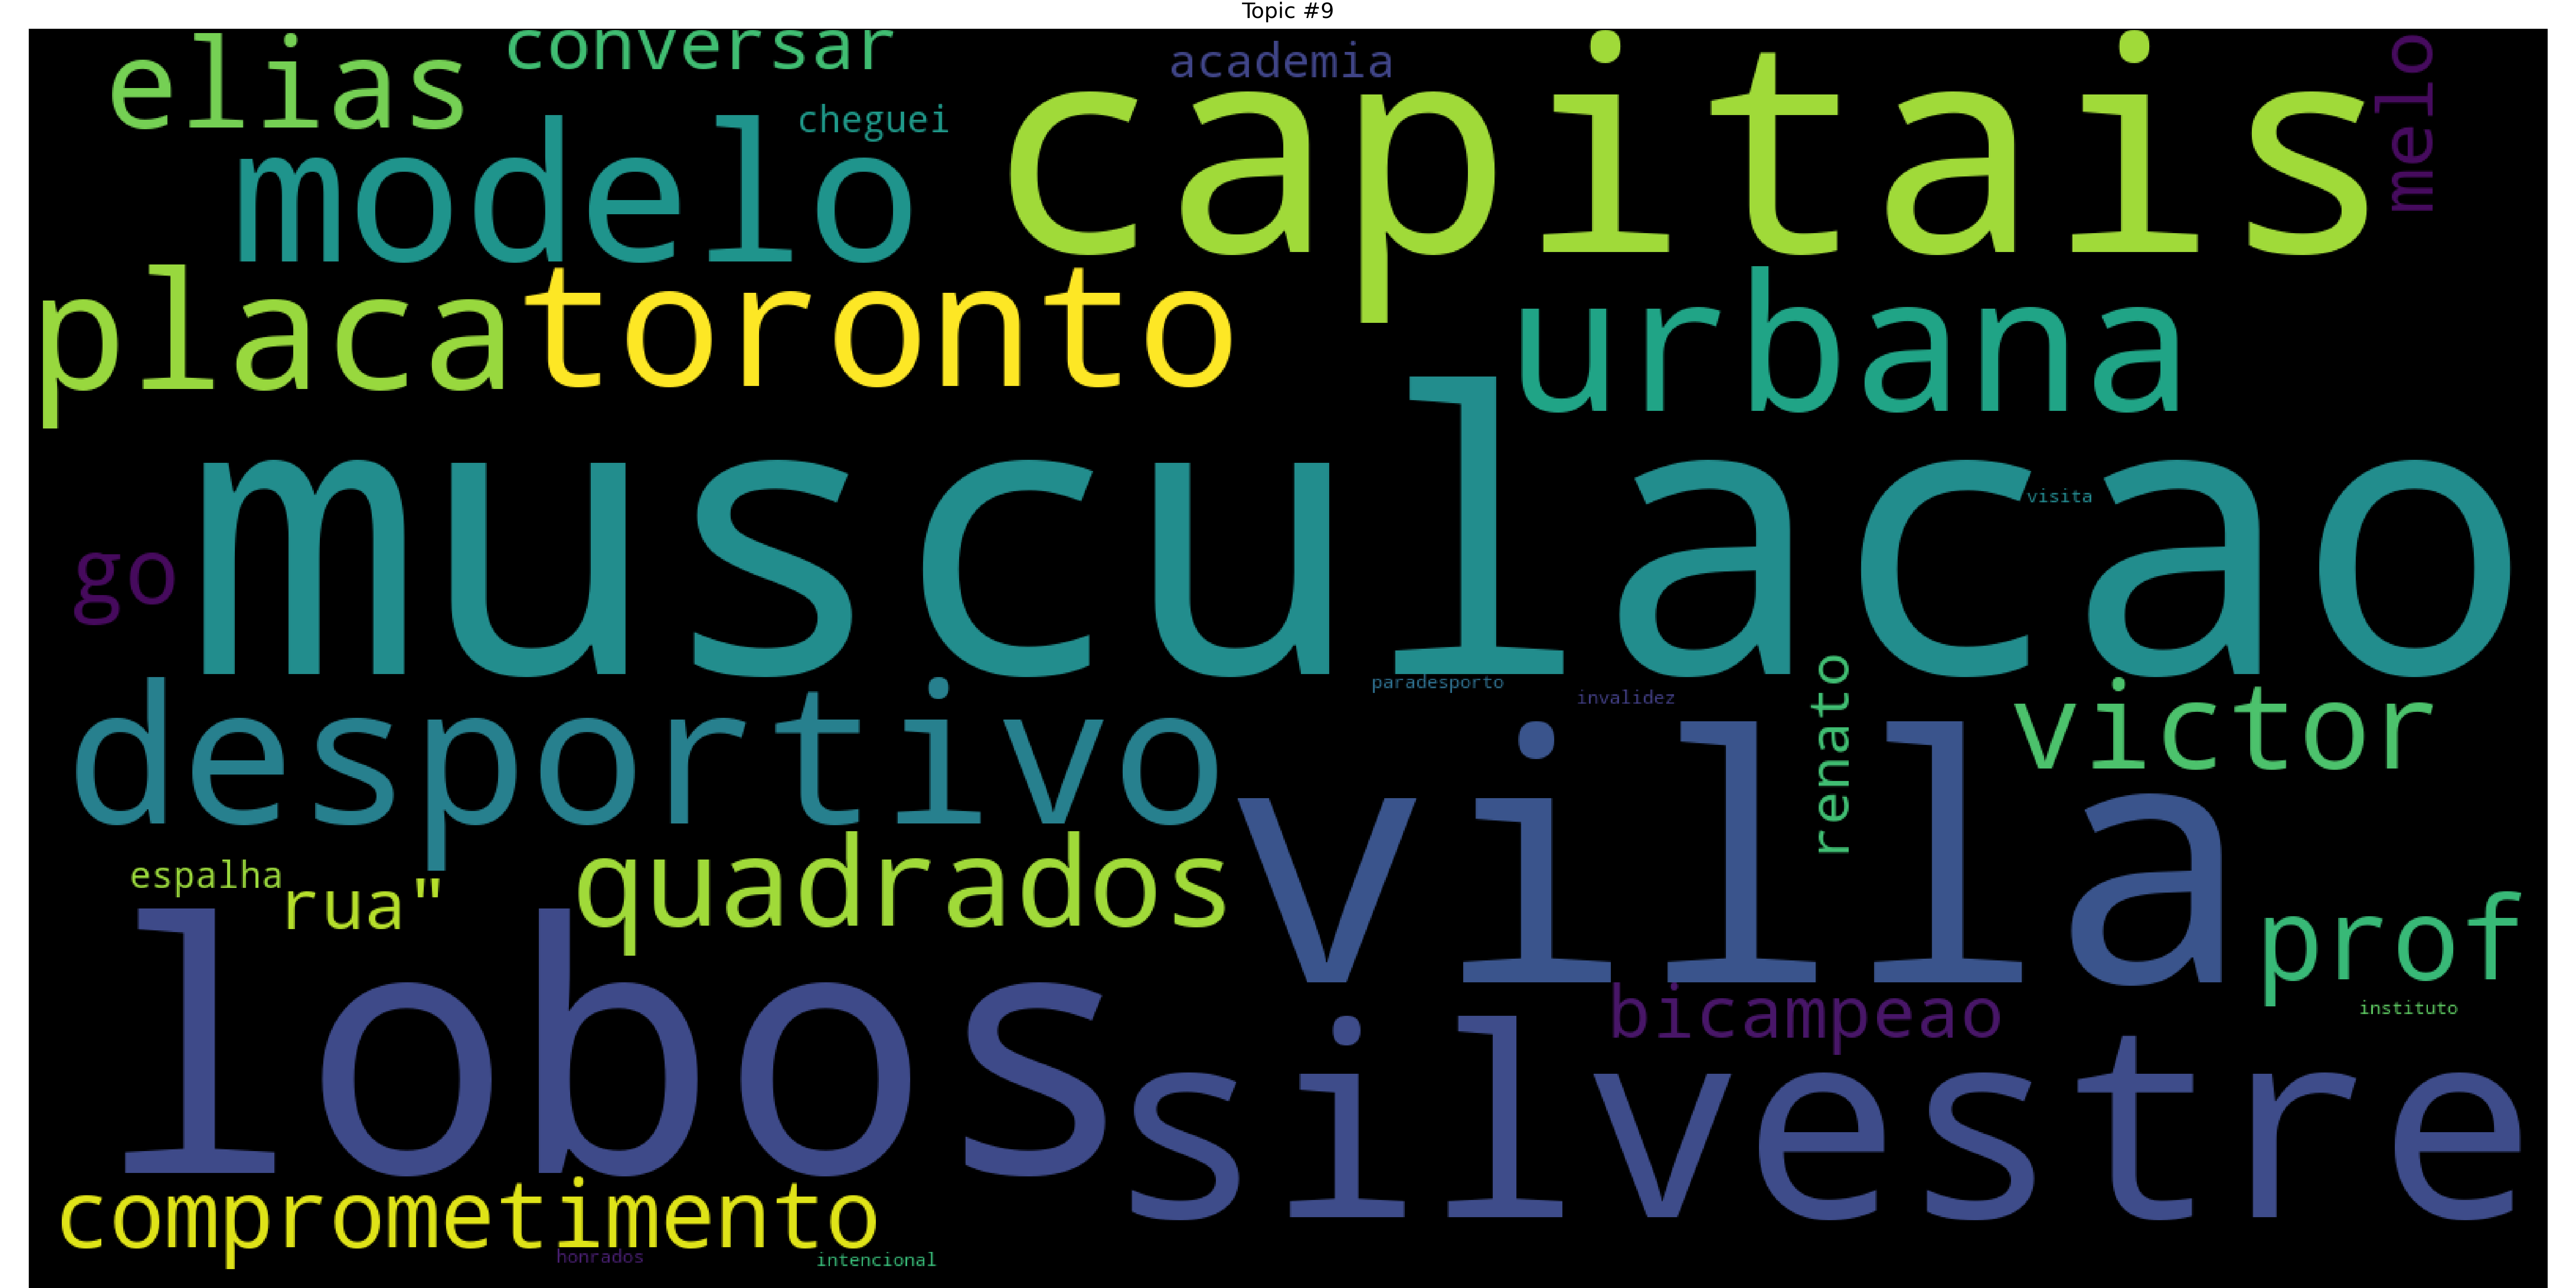 Topic #9
elias
conversar
academia
capitais
melo
cheguei
modelo
placa
toronto
urbana
musculacao
visita
go
paradesporto
invalidez
renato
victor
desportivo
villa
espalha
rua"
quadrados
prof
lobos
bicampeao
instituto
silvestre
comprometimento
honrados
intencional